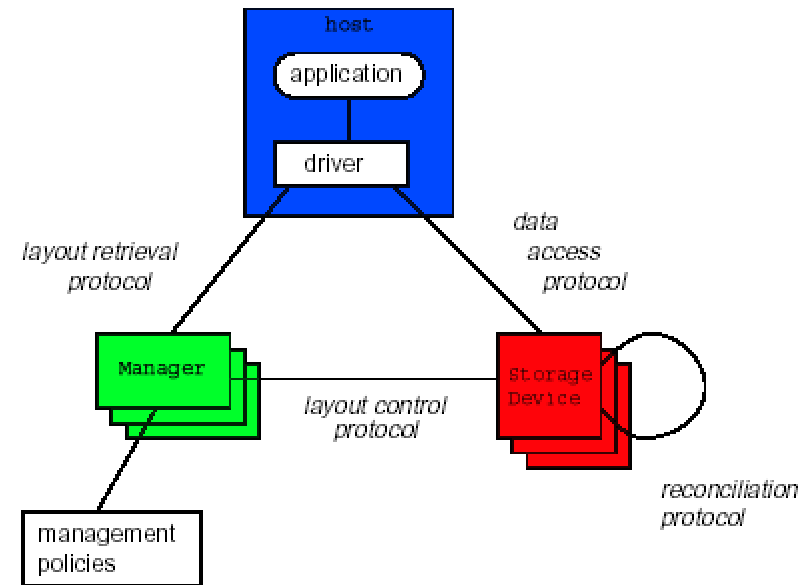 host
application
driver
data
access
protocol
layout retrieval
protocol
Manager
Storage
Device
layout control
protocol
reconciliation
protocol
management
policies